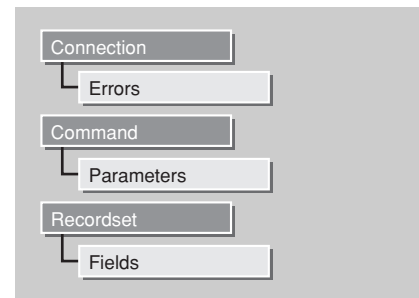 Connection
Errors
Command
Parameters
Recordset
Fields